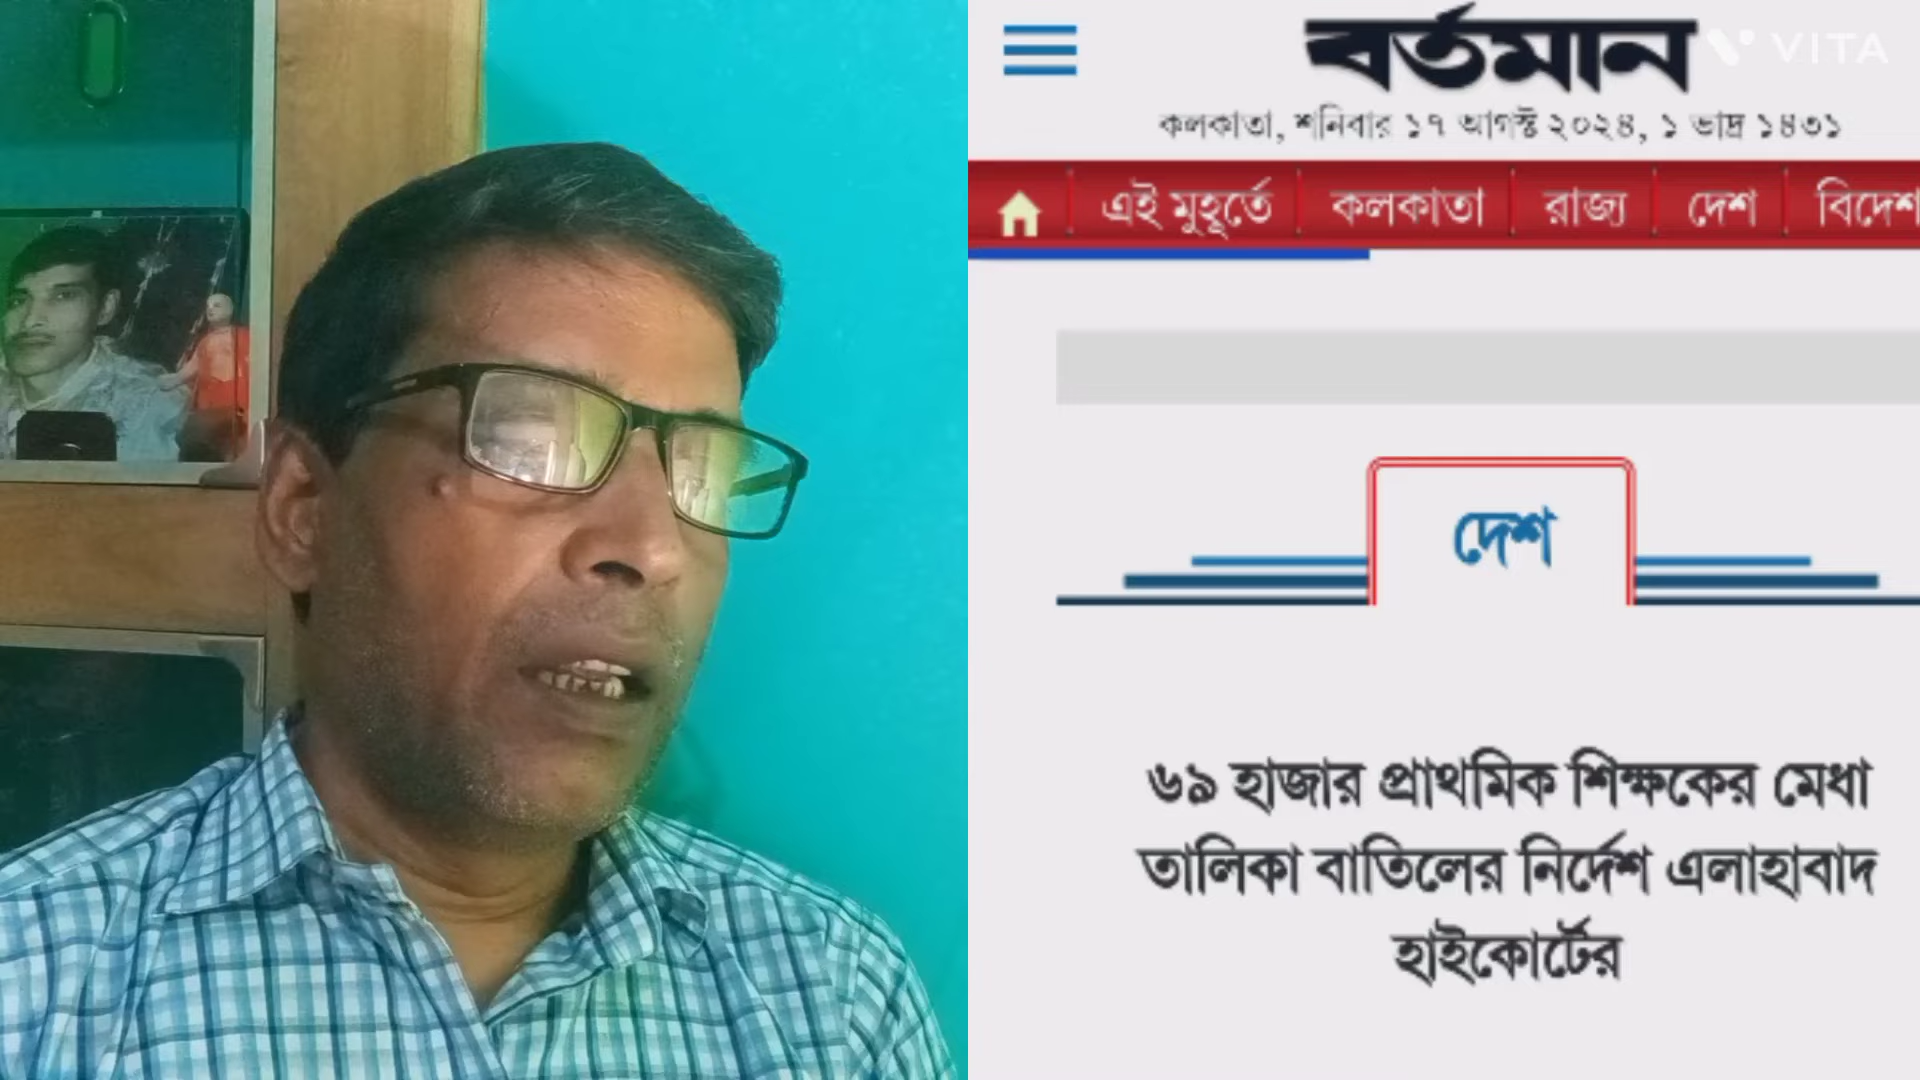 বর্তমান
VITA
কলকাতা, শনিবার ১৭ আগস্ট ২০২৪, ১ ভাদ্র ১৪৩১
এই মুহূর্তে কলকাতা রাজ্য দেশ বিদেশ
দেশ
৬৯ হাজার প্রাথমিক শিক্ষকের মেধা
তালিকা বাতিলের নির্দেশ এলাহাবাদ
হাইকোর্টের